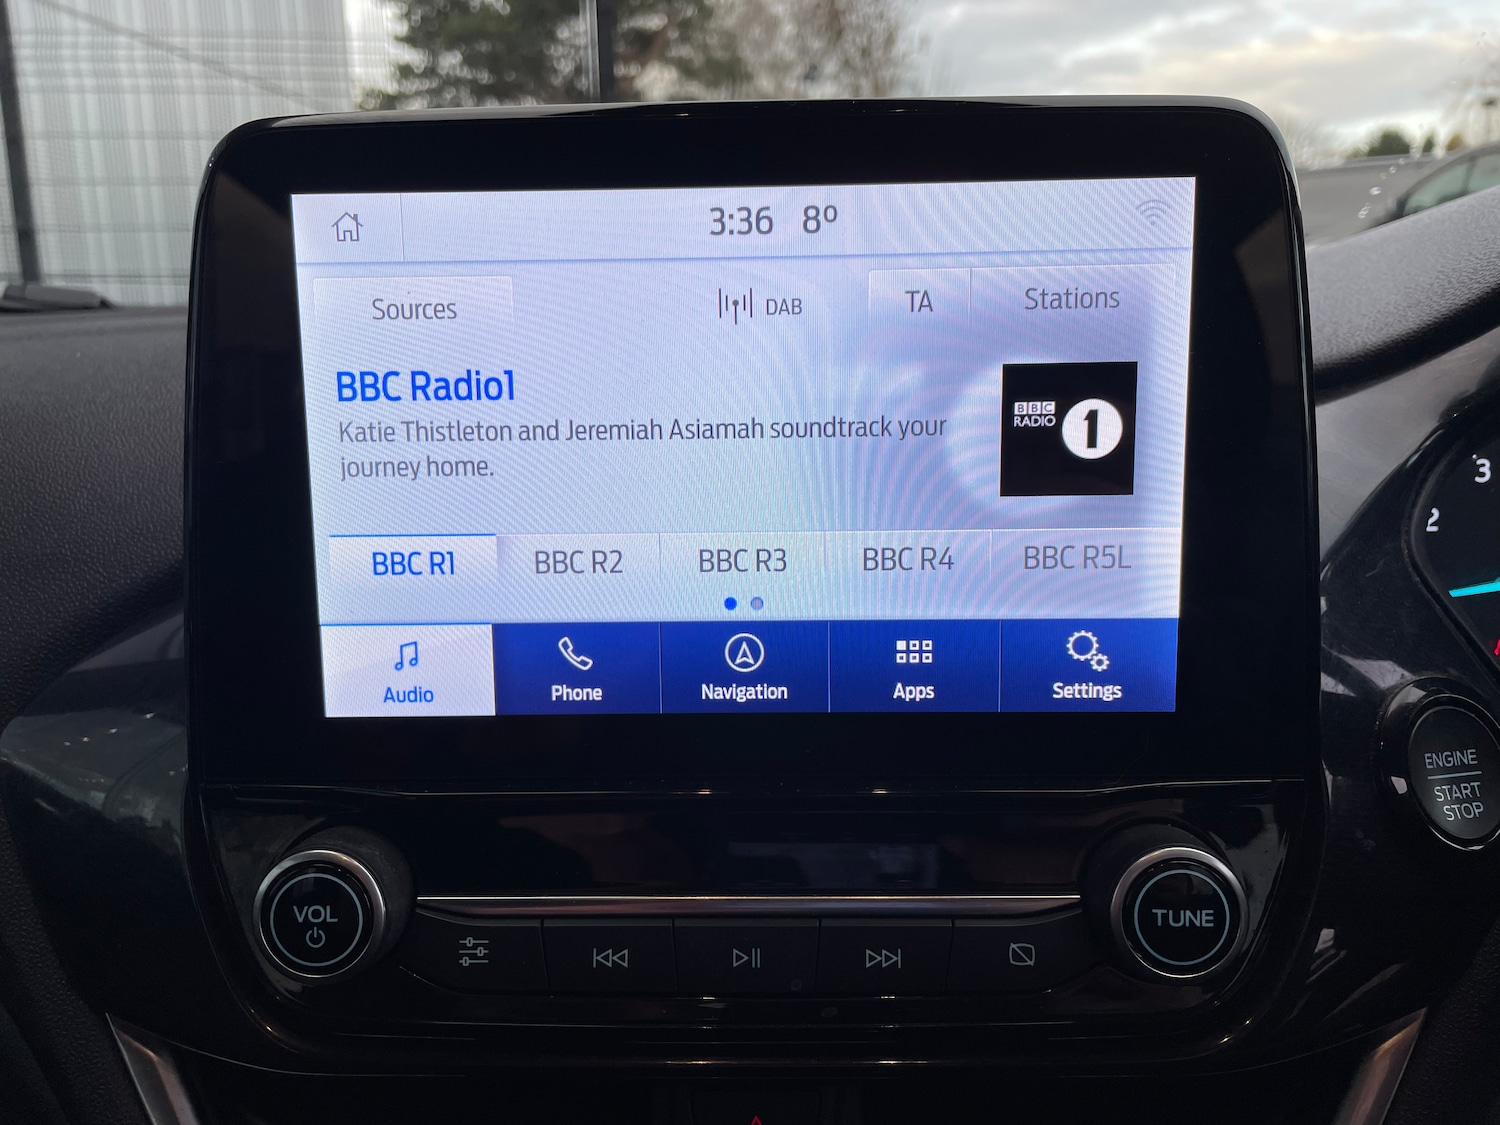 3:36 8º
Sources
DAB
TA
Stations
BBC Radio1
Katie Thistleton and Jeremiah Asiamah soundtrack your
journey home.
BBC
RADIO
1
BBC R1
BBC R2
BBC R3
BBC R4
BBC R5L
Audio
Phone
Navigation
Apps
Settings
3
2
ENGINE
START
STOP
VOL
TUNE